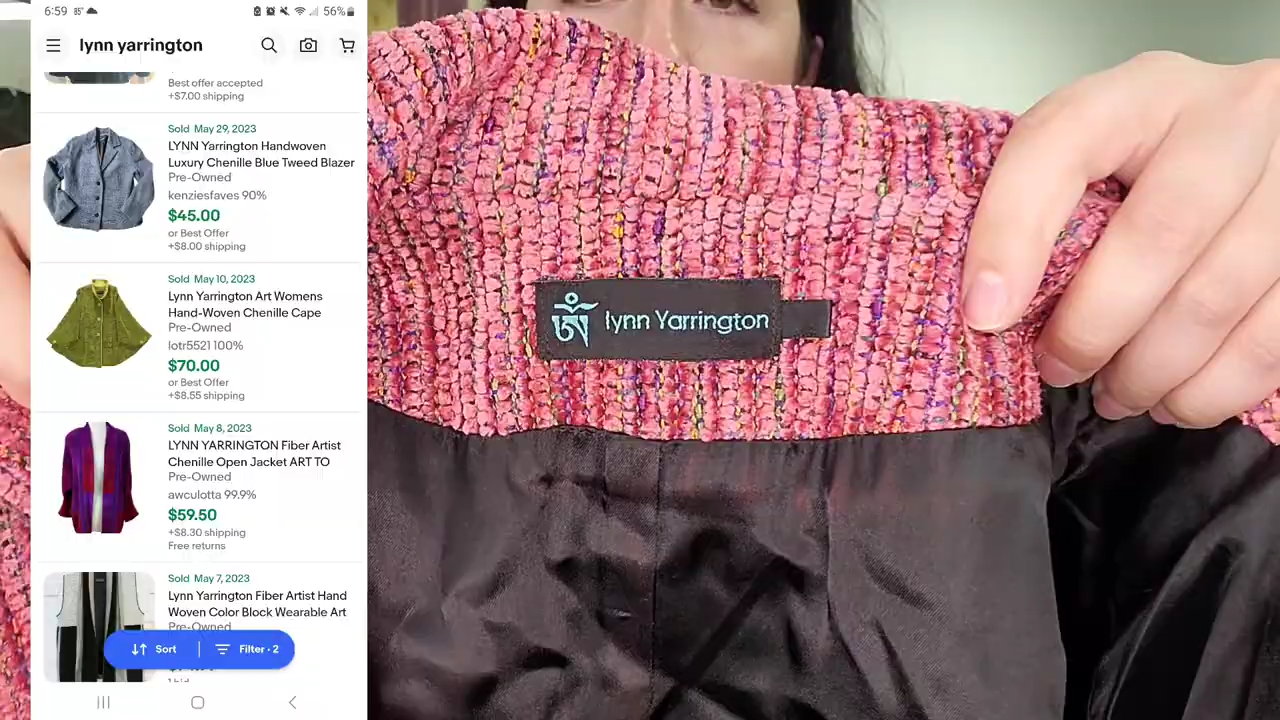 6:59 85° 56%
lynn yarrington
Best offer accepted
+$7.00 shipping
Sold May 29, 2023
LYNN Yarrington Handwoven
Luxury Chenille Blue Tweed Blazer
Pre-Owned
kenziesfaves 90%
$45.00
or Best Offer
+$8.00 shipping
Sold May 10, 2023
Lynn Yarrington Art Womens
Hand-Woven Chenille Cape
Pre-Owned
lotr5521 100%
$70.00
or Best Offer
+$8.55 shipping
Sold May 8, 2023
LYNN YARRINGTON Fiber Artist
Chenille Open Jacket ART TO
Pre-Owned
awculotta 99.9%
$59.50
+$8.30 shipping
Free returns
Sold May 7, 2023
Lynn Yarrington Fiber Artist Hand
Woven Color Block Wearable Art
Pre-Owned
Sort
Filter • 2
lynn Yarrington